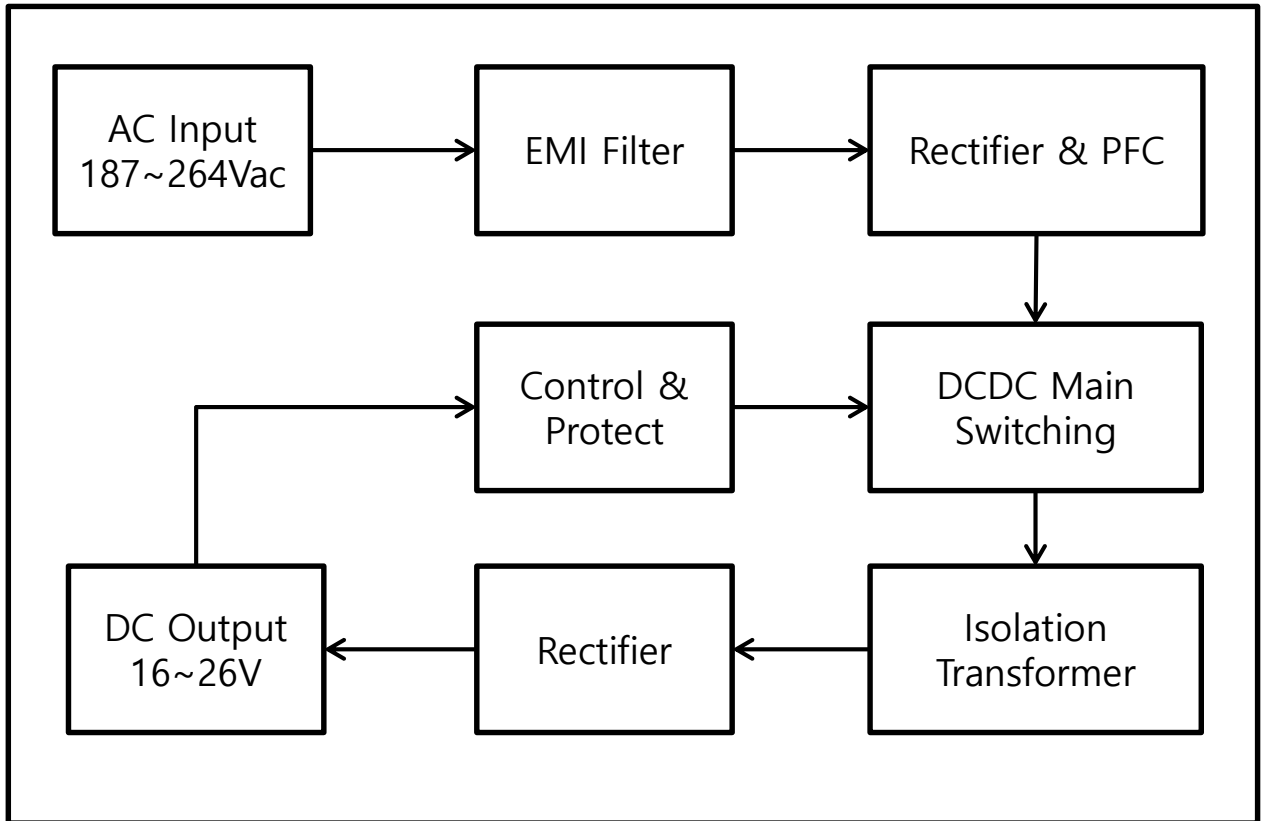 AC Input
187~264Vac
EMI Filter
Rectifier & PFC
Control &
Protect
DCDC Main
Switching
DC Output
16~26V
Rectifier
Isolation
Transformer